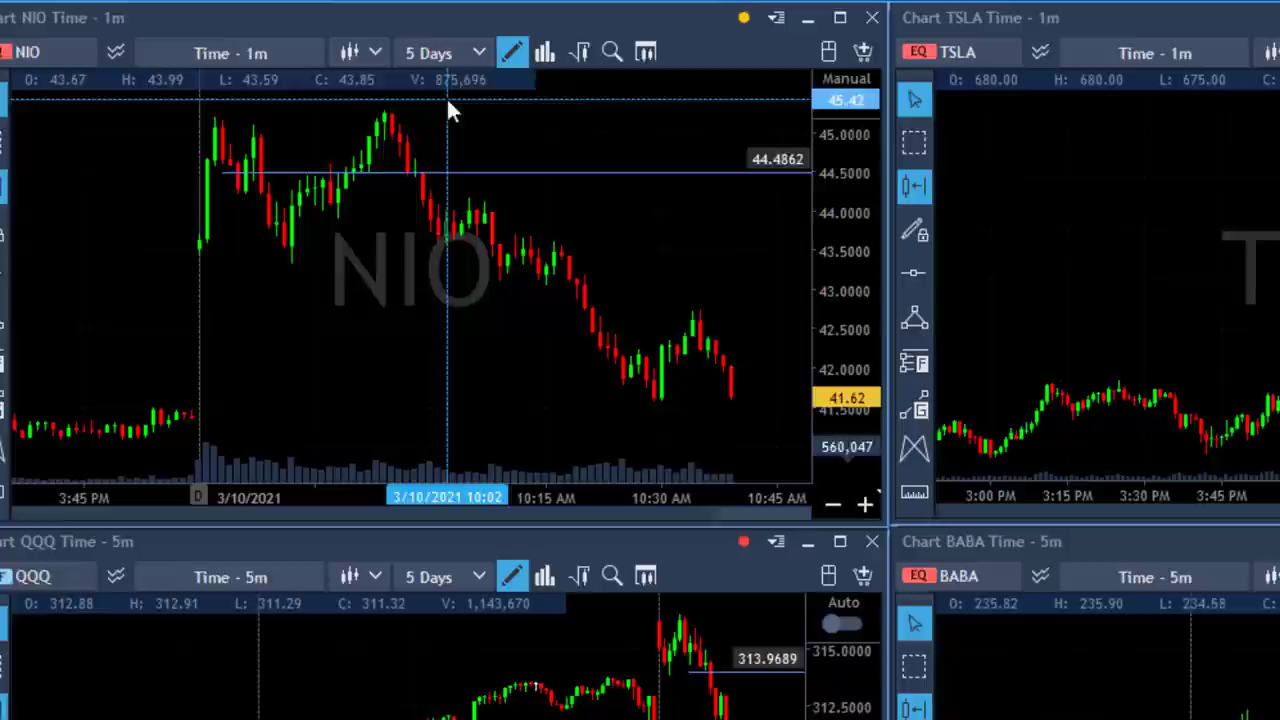 art NIO Time - 1m
NIO
Time - 1m
5 Days
O: 43.67 H: 43.99 L: 43.59 C: 43.85 V: 875,696
Manual
45.42
45.0000
44.4862
44.5000
44.0000
43.5000
43.0000
42.5000
42.0000
41.62
41.5000
560,047
NIO
3:45 PM
D
3/10/2021
3/10/2021 10:02
10:15 AM
10:30 AM
10:45 AM
Chart TSLA Time - 1m
EQ TSLA
Time - 1m
O: 680.00 H: 680.00 L: 675.00 C:
T
F
G
3:00 PM
3:15 PM
3:30 PM
3:45 PM
art QQQ Time - 5m
QQQ
Time - 5m
5 Days
O: 312.88 H: 312.91 L: 311.29 C: 311.32 V: 1,143,670
Auto
315.0000
313.9689
312.5000
Chart BABA Time - 5m
EQ BABA
Time - 5m
O: 235.82 H: 235.90 L: 234.58 C: